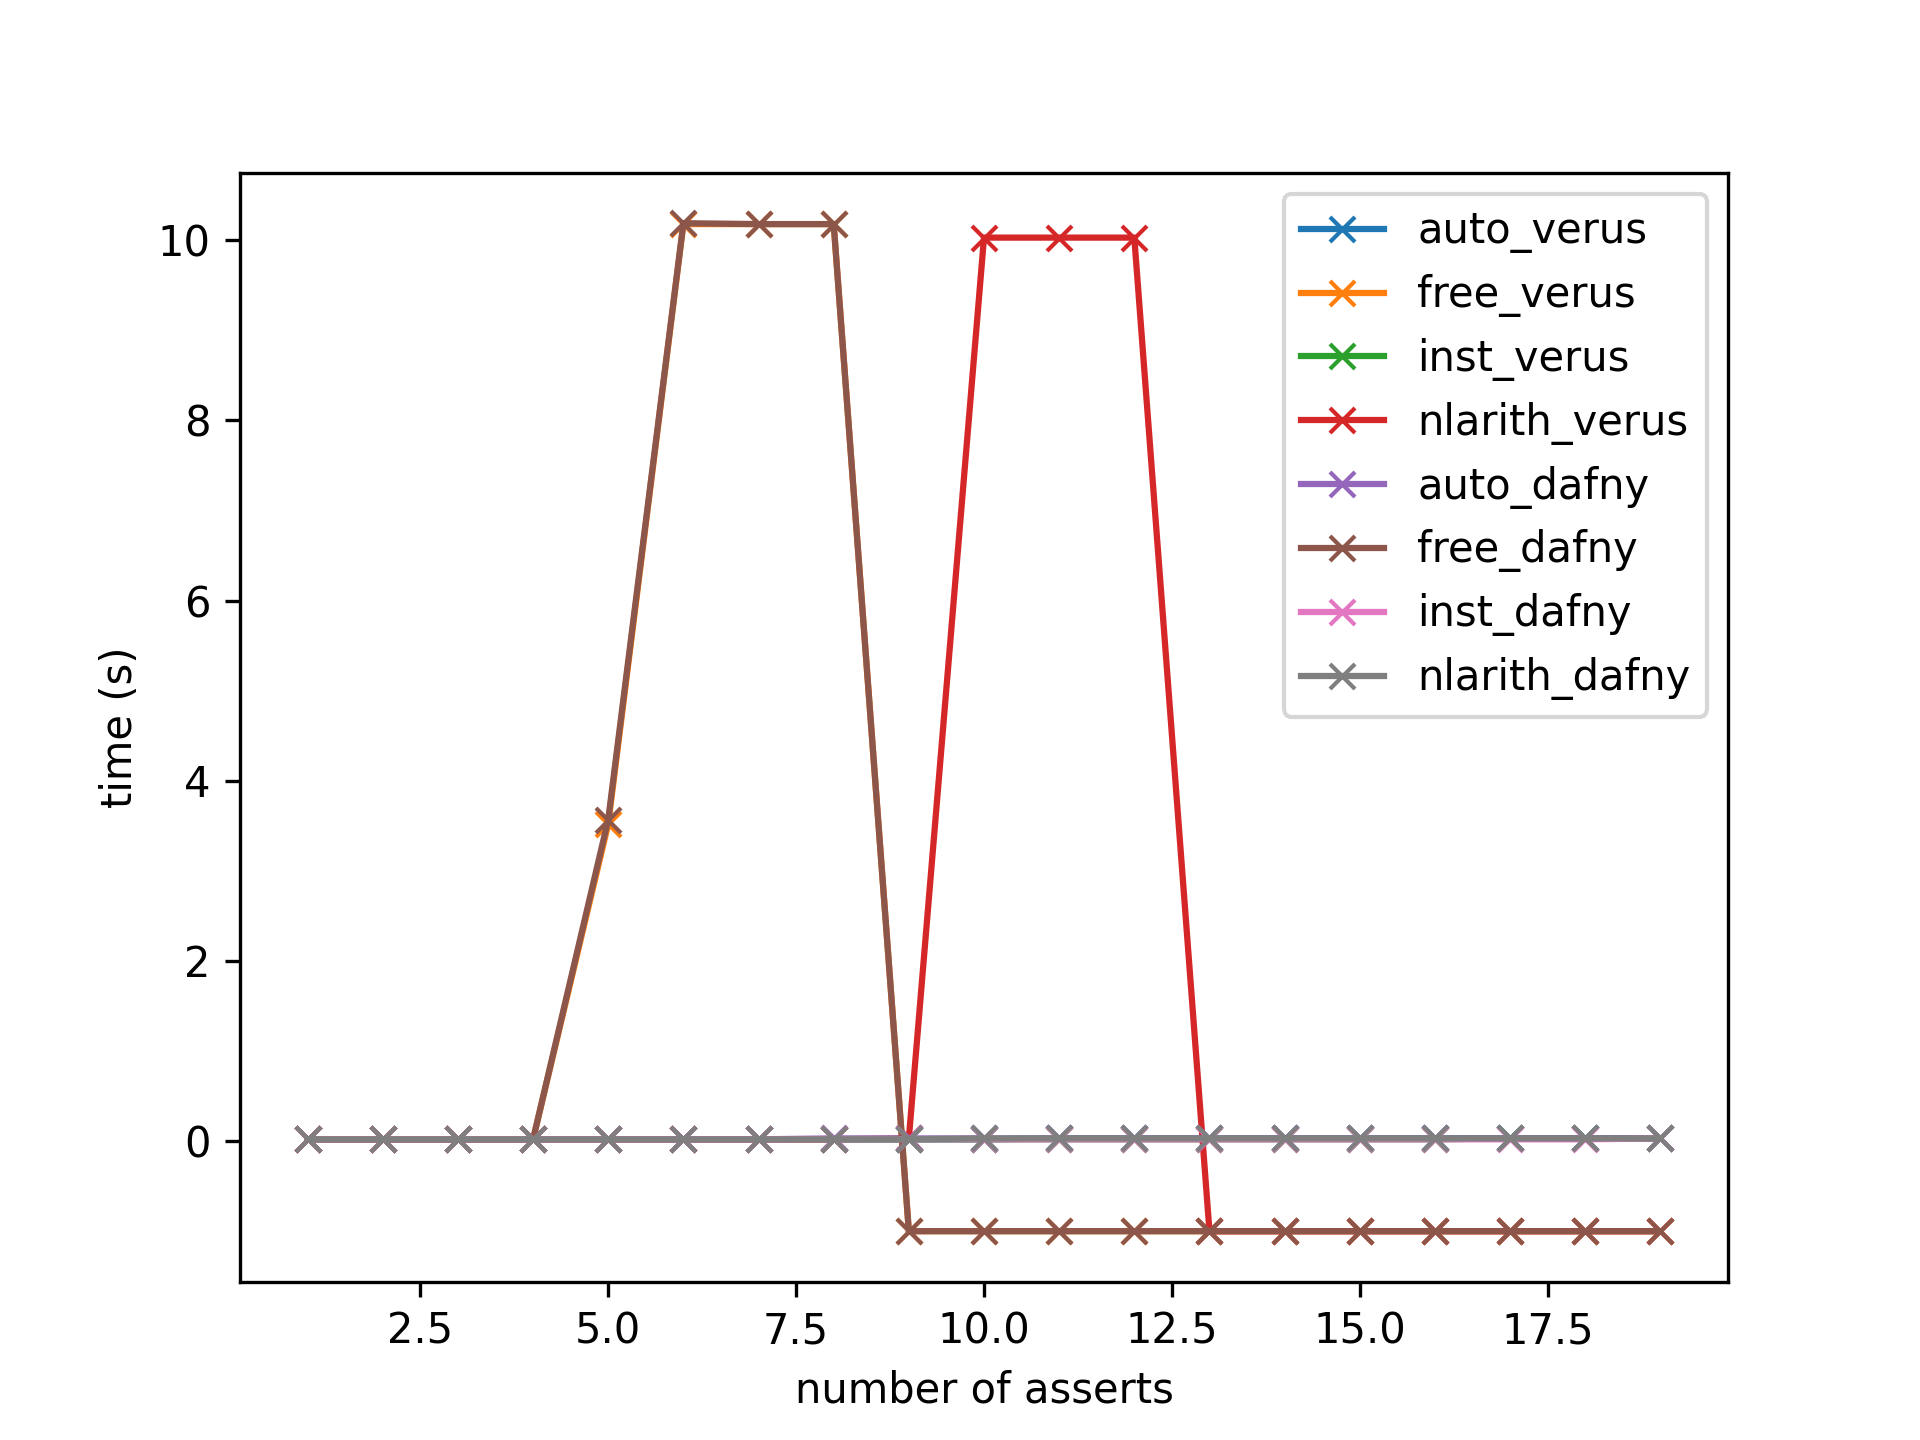 10
8
6
4
2
0
time (s)
2.5 5.0 7.5 10.0 12.5 15.0 17.5
number of asserts
auto_verus
free_verus
inst_verus
nlarith_verus
auto_dafny
free_dafny
inst_dafny
nlarith_dafny